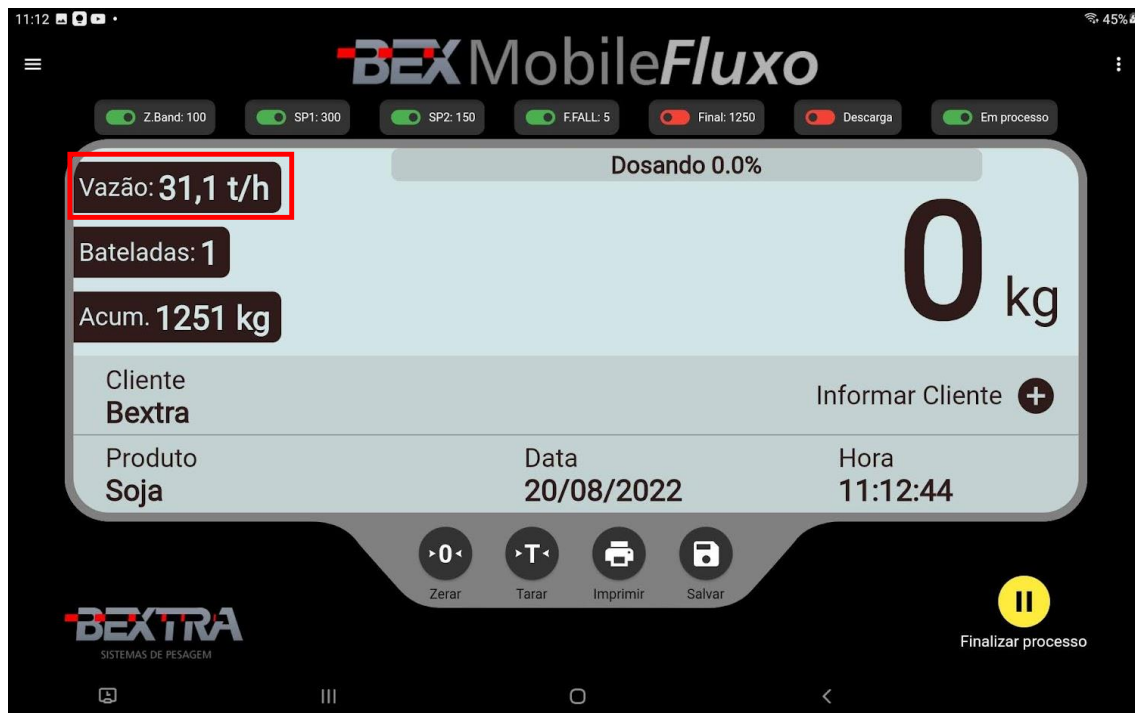 11:12
45%
BEX MobileFluxo
Z.Band: 100 SP1: 300 SP2: 150 F.FALL: 5 Final: 1250 Descarga Em processo
Dosando 0.0%
Vazão: 31,1 t/h
Bateladas: 1
Acum. 1251 kg
0 kg
Cliente
Bextra
Informar Cliente
Produto
Soja
Data
20/08/2022
Hora
11:12:44
>0< >T<
Zerar Tarar Imprimir Salvar
BEXTRA
SISTEMAS DE PESAGEM
Finalizar processo